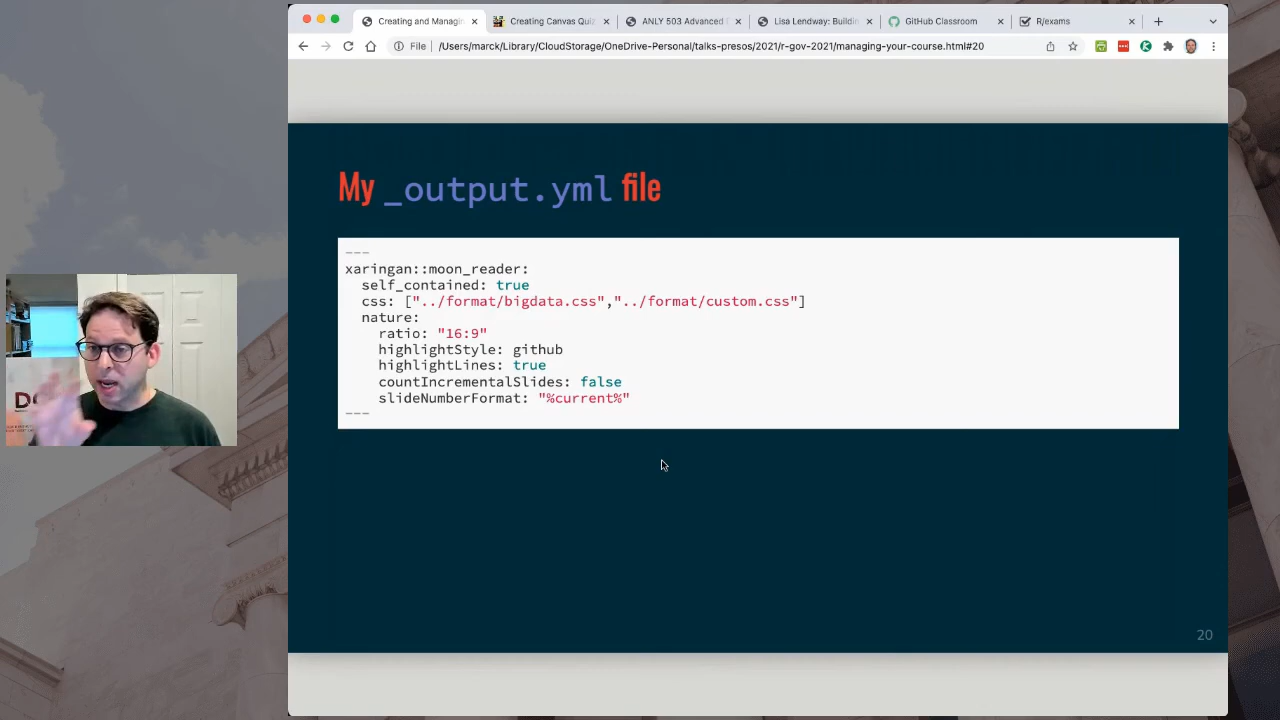 Creating and Managin
Creating Canvas Quiz
ANLY 503 Advanced
Lisa Lendway: Buildin
GitHub Classroom
R/exams
File
/Users/marck/Library/CloudStorage/OneDrive-Personal/talks-presos/2021/r-gov-2021/managing-your-course.html#20
My _output.yml file
---
xaringan::moon_reader:
  self_contained: true
  css: ["../format/bigdata.css","../format/custom.css"]
  nature:
    ratio: "16:9"
    highlightStyle: github
    highlightLines: true
    countIncrementalSlides: false
    slideNumberFormat: "%current%"
---
20